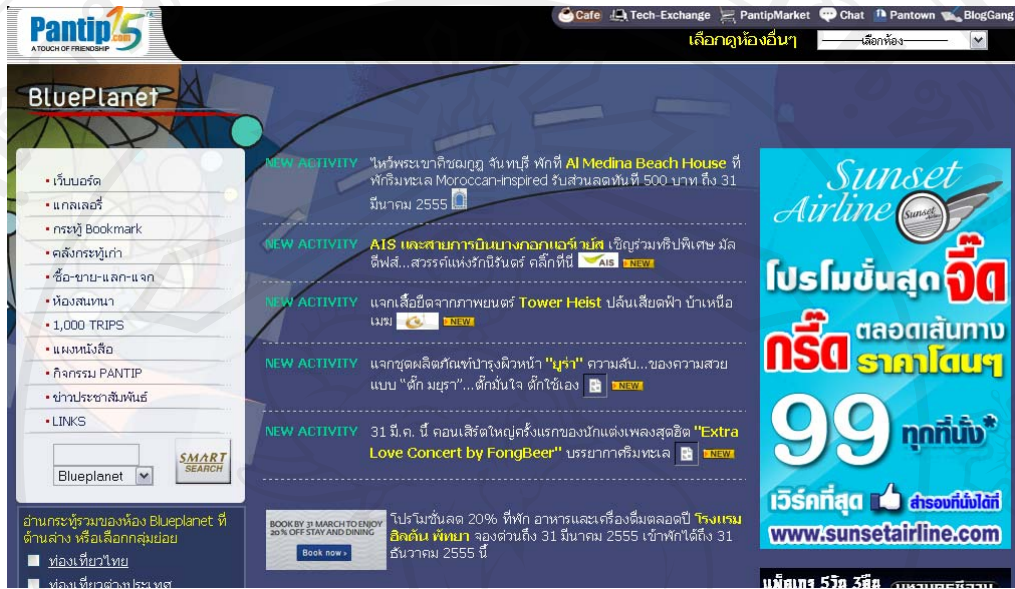 Pantip.com 15
A TOUCH OF FRIENDSHIP
Cafe Tech-Exchange PantipMarket Chat Pantown BlogGang
เลือกดูห้องอื่นๆ ----------เลือกห้อง----------
BluePlanet
เว็บบอร์ด
แกลเลอรี่
กระทู้ Bookmark
คลังกระทู้เก่า
ซื้อ-ขาย-แลก-แจก
ห้องสนทนา
1,000 TRIPS
แผงหนังสือ
กิจกรรม PANTIP
ข่าวประชาสัมพันธ์
LINKS
Blueplanet
SMART
SEARCH
อ่านกระทู้รวมของห้อง Blueplanet ที่
ด้านล่าง หรือเลือกกลุ่มย่อย
ท่องเที่ยวไทย
ท่องเที่ยวต่างประเทศ
NEW ACTIVITY ไหว้พระเขาคิชฌกูฏ จันทบุรี พักที่ Al Medina Beach House ที่
พักริมทะเล Moroccan-inspired รับส่วนลดทันที 500 บาท ถึง 31
มีนาคม 2555
NEW ACTIVITY AIS และสายการบินบางกอกแอร์เวย์ส เชิญร่วมทริปพิเศษ มัล
ดีฟส์...สวรรค์แห่งรักนิรันดร์ คลิ๊กที่นี่ AIS NEW
NEW ACTIVITY แจกเสื้อยืดจากภาพยนตร์ Tower Heist ปล้นเสียดฟ้า บ้าเหนือ
เมฆ NEW
NEW ACTIVITY แจกชุดผลิตภัณฑ์บำรุงผิวหน้า "มุร่า" ความลับ...ของความสวย
แบบ "ตั๊ก มยุรา"...ตั๊กมั่นใจ ตั๊กใช้เอง NEW
NEW ACTIVITY 31 มี.ค. นี้ คอนเสิร์ตใหญ่ครั้งแรกของนักแต่งเพลงสุดฮิต "Extra
Love Concert by FongBeer" บรรยากาศริมทะเล NEW
BOOK BY 31 MARCH TO ENJOY
20% OFF STAY AND DINING
Book now
โปรโมชั่นลด 20% ที่พัก อาหารและเครื่องดื่มตลอดปี โรงแรม
ฮิลตัน พัทยา จองด่วนถึง 31 มีนาคม 2555 เข้าพักได้ถึง 31
ธันวาคม 2555 นี้
Sunset
Airline
Sunset
โปรโมชั่นสุดจี๊ด
กรี๊ด ตลอดเส้นทาง
ราคาโดนๆ
99 ทุกที่นั่ง*
เวิร์คที่สุด สำรองที่นั่งได้ที่
www.sunsetairline.com
แพ็คเกจ 5วัน 3คืน